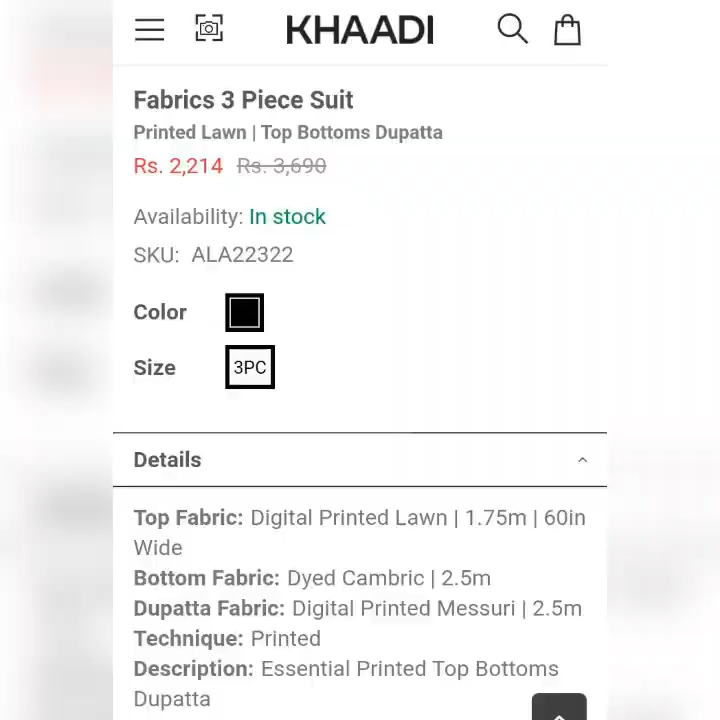 KHAADI
Fabrics 3 Piece Suit
Printed Lawn | Top Bottoms Dupatta
Rs. 2,214 Rs. 3,690
Availability: In stock
SKU: ALA22322
Color
Size 3PC
Details
Top Fabric: Digital Printed Lawn | 1.75m | 60in
Wide
Bottom Fabric: Dyed Cambric | 2.5m
Dupatta Fabric: Digital Printed Messuri | 2.5m
Technique: Printed
Description: Essential Printed Top Bottoms
Dupatta